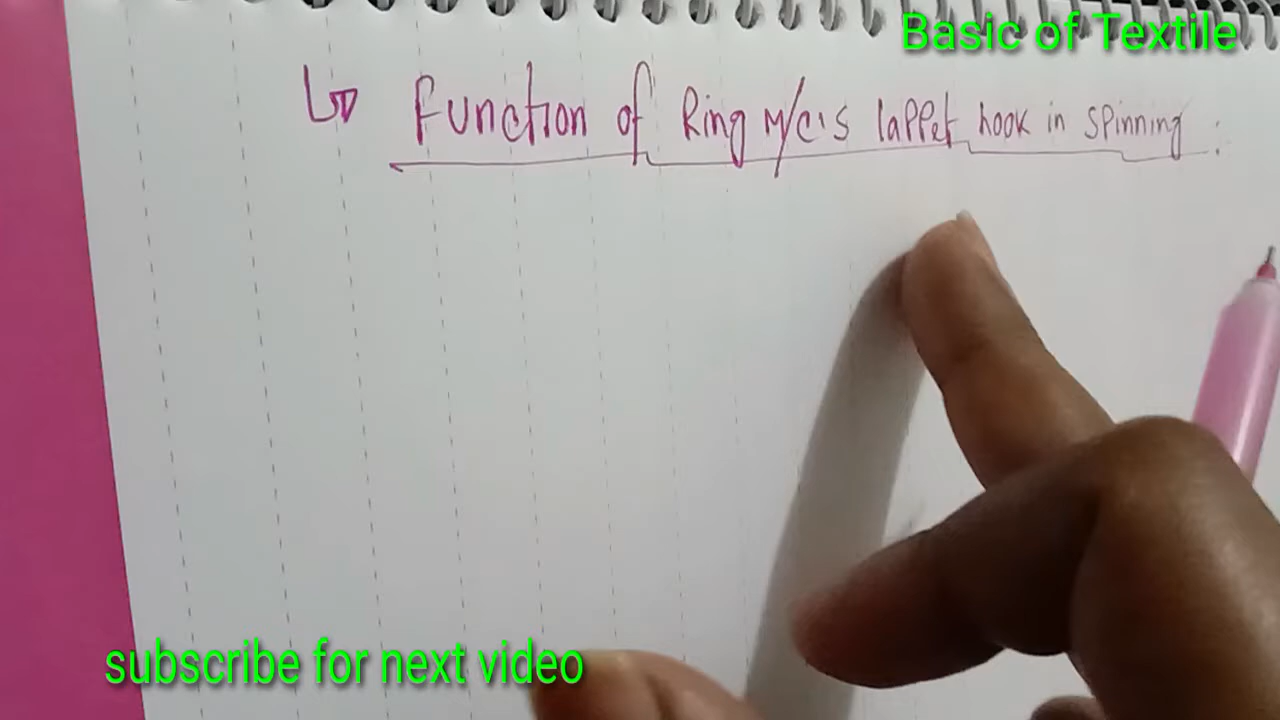 Basic of Textile
Function of Ring M/C's lappet hook in spinning :
subscribe for next video